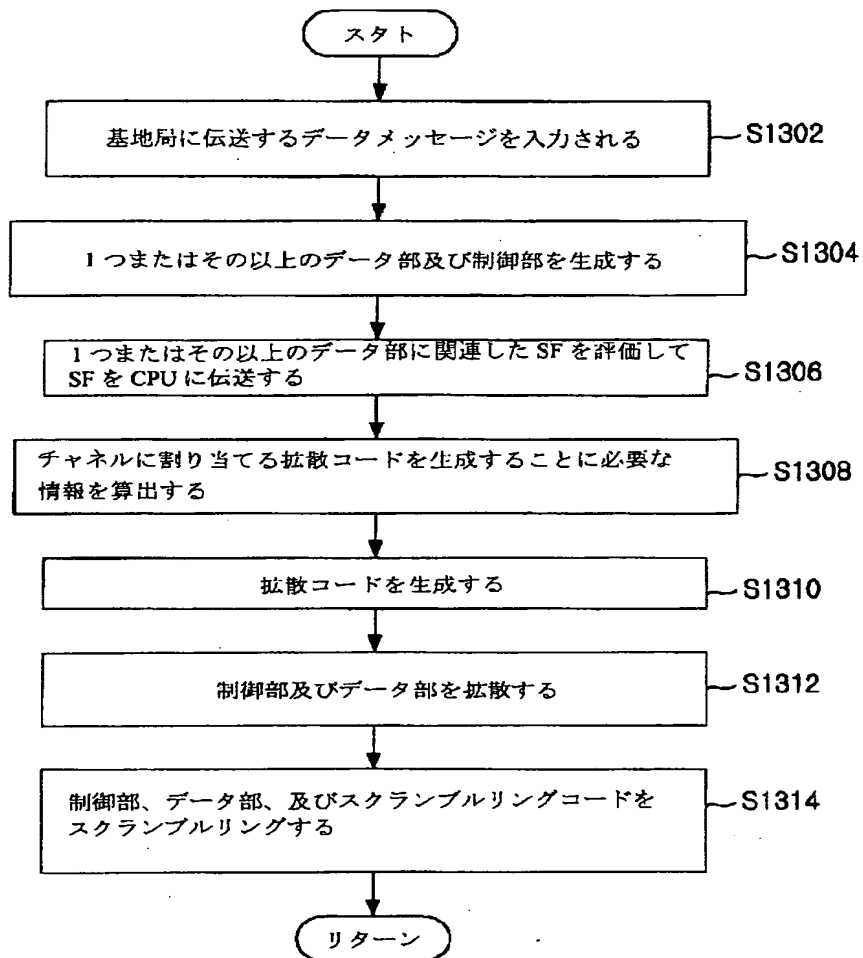 スタト
基地局に伝送するデータメッセージを入力される
S1302
1つまたはその以上のデータ部及び制御部を生成する
S1304
1つまたはその以上のデータ部に関連した SF を評価して
SF を CPU に伝送する
S1306
チャネルに割り当てる拡散コードを生成することに必要な
情報を算出する
S1308
拡散コードを生成する
S1310
制御部及びデータ部を拡散する
S1312
制御部、データ部、及びスクランブルリングコードを
スクランブルリングする
S1314
リターン